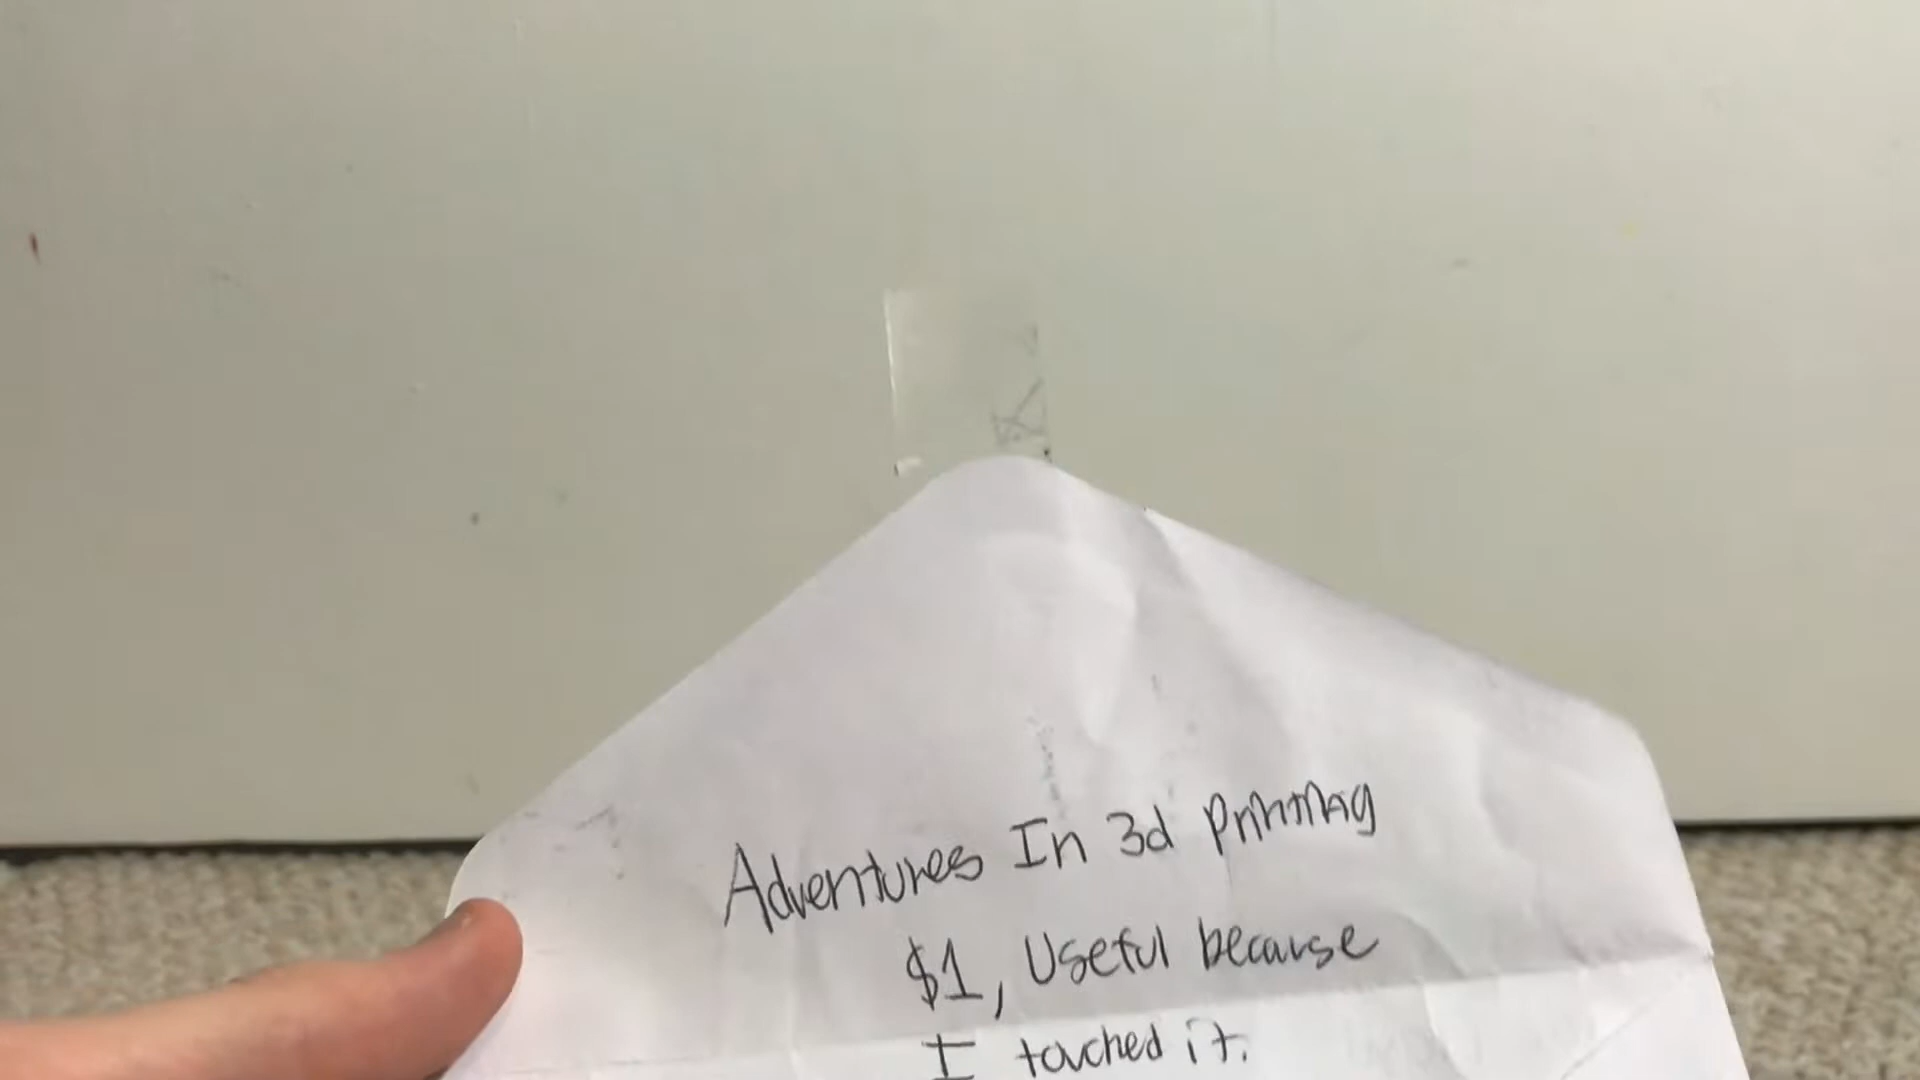 Adventures In 3d Printing
$1, Useful because
I touched it.